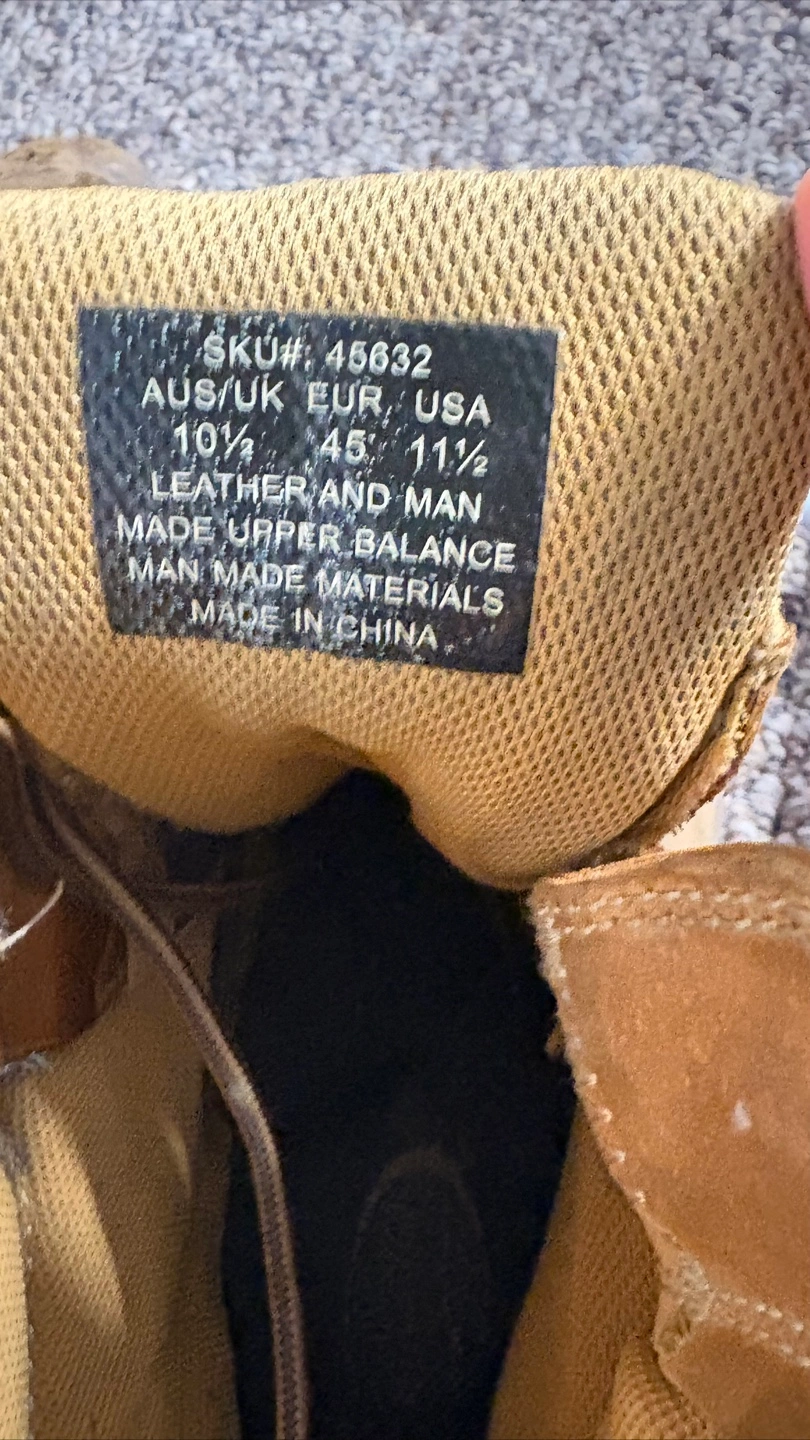 SKU#: 45632
AUS/UK EUR USA
10½ 45 11½
LEATHER AND MAN
MADE UPPER BALANCE
MAN MADE MATERIALS
MADE IN CHINA